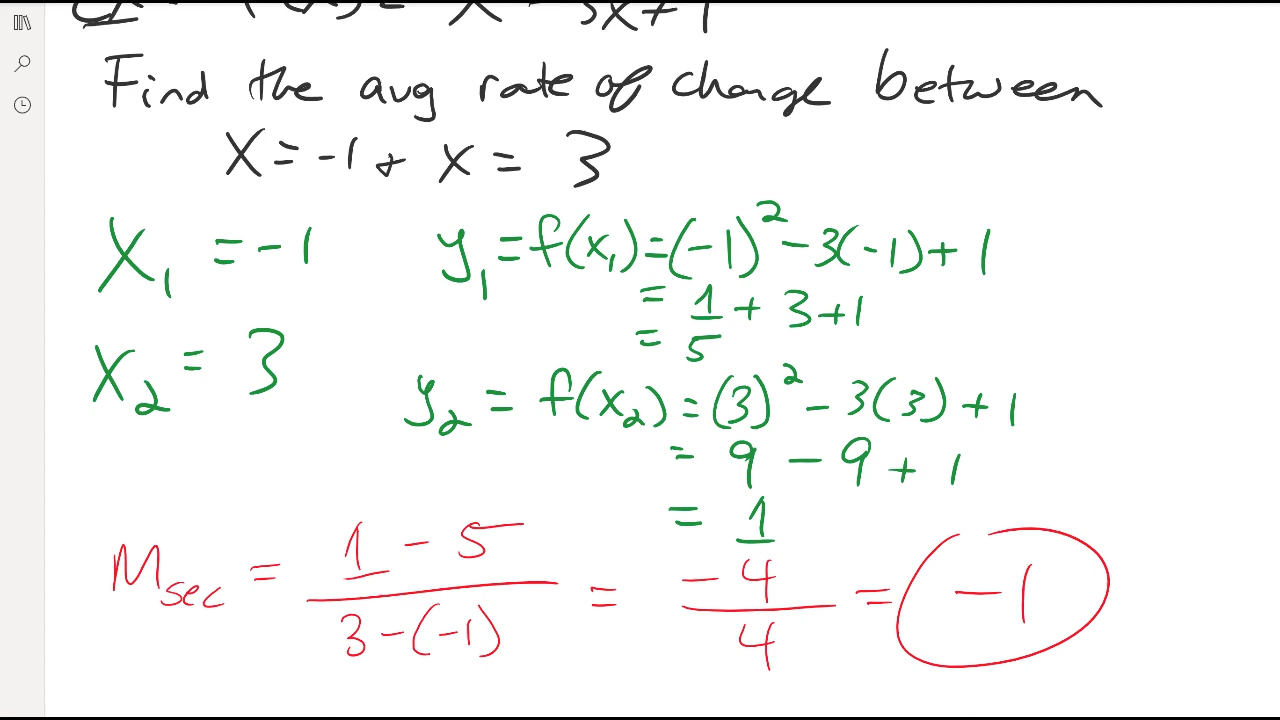 x - 3x+1
Find the avg rate of change between
x = -1 + x = 3
x₁ = -1
y₁ = f(x₁) = (-1)² - 3(-1) + 1
= 1 + 3 + 1
= 5
x₂ = 3
y₂ = f(x₂) = (3)² - 3(3) + 1
= 9 - 9 + 1
= 1
Msec = (1 - 5)/(3 - (-1)) = -4/4 = -1